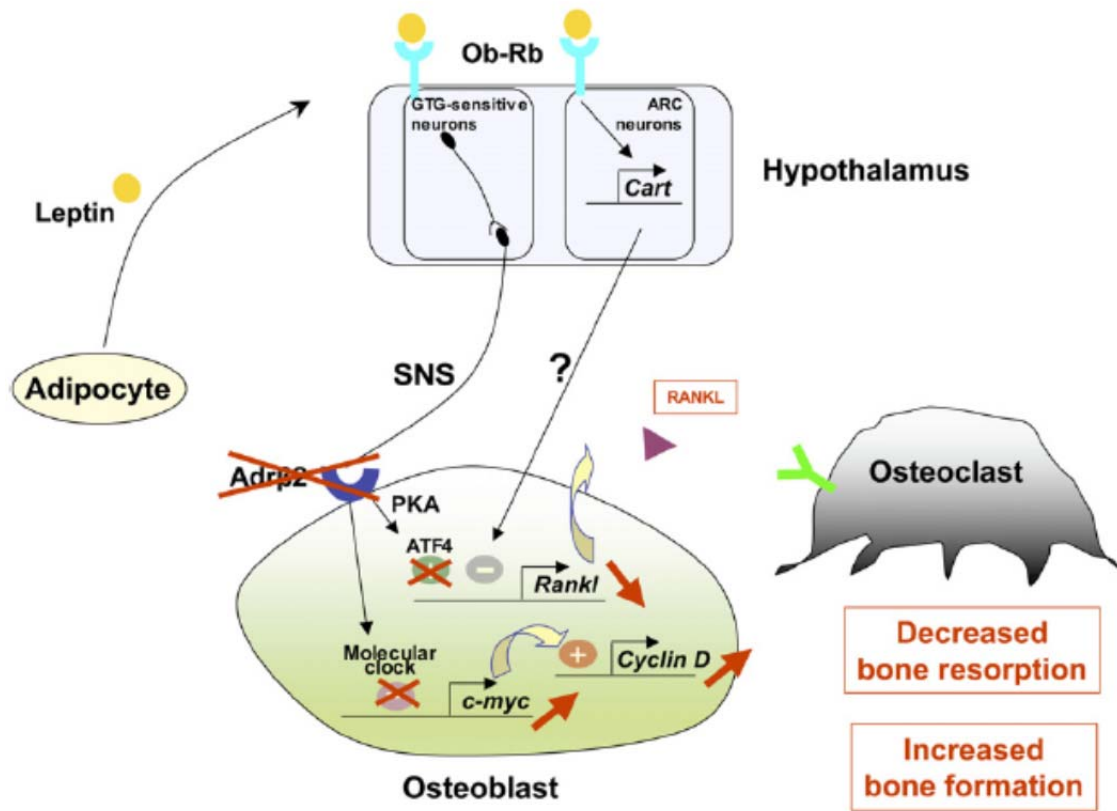 Ob-Rb
GTG-sensitive
neurons
ARC
neurons
Cart
Hypothalamus
Leptin
Adipocyte
SNS
?
RANKL
Adrβ2
PKA
Osteoclast
ATF4
−
Rankl
Molecular
clock
+
Cyclin D
c-myc
Decreased
bone resorption
Osteoblast
Increased
bone formation